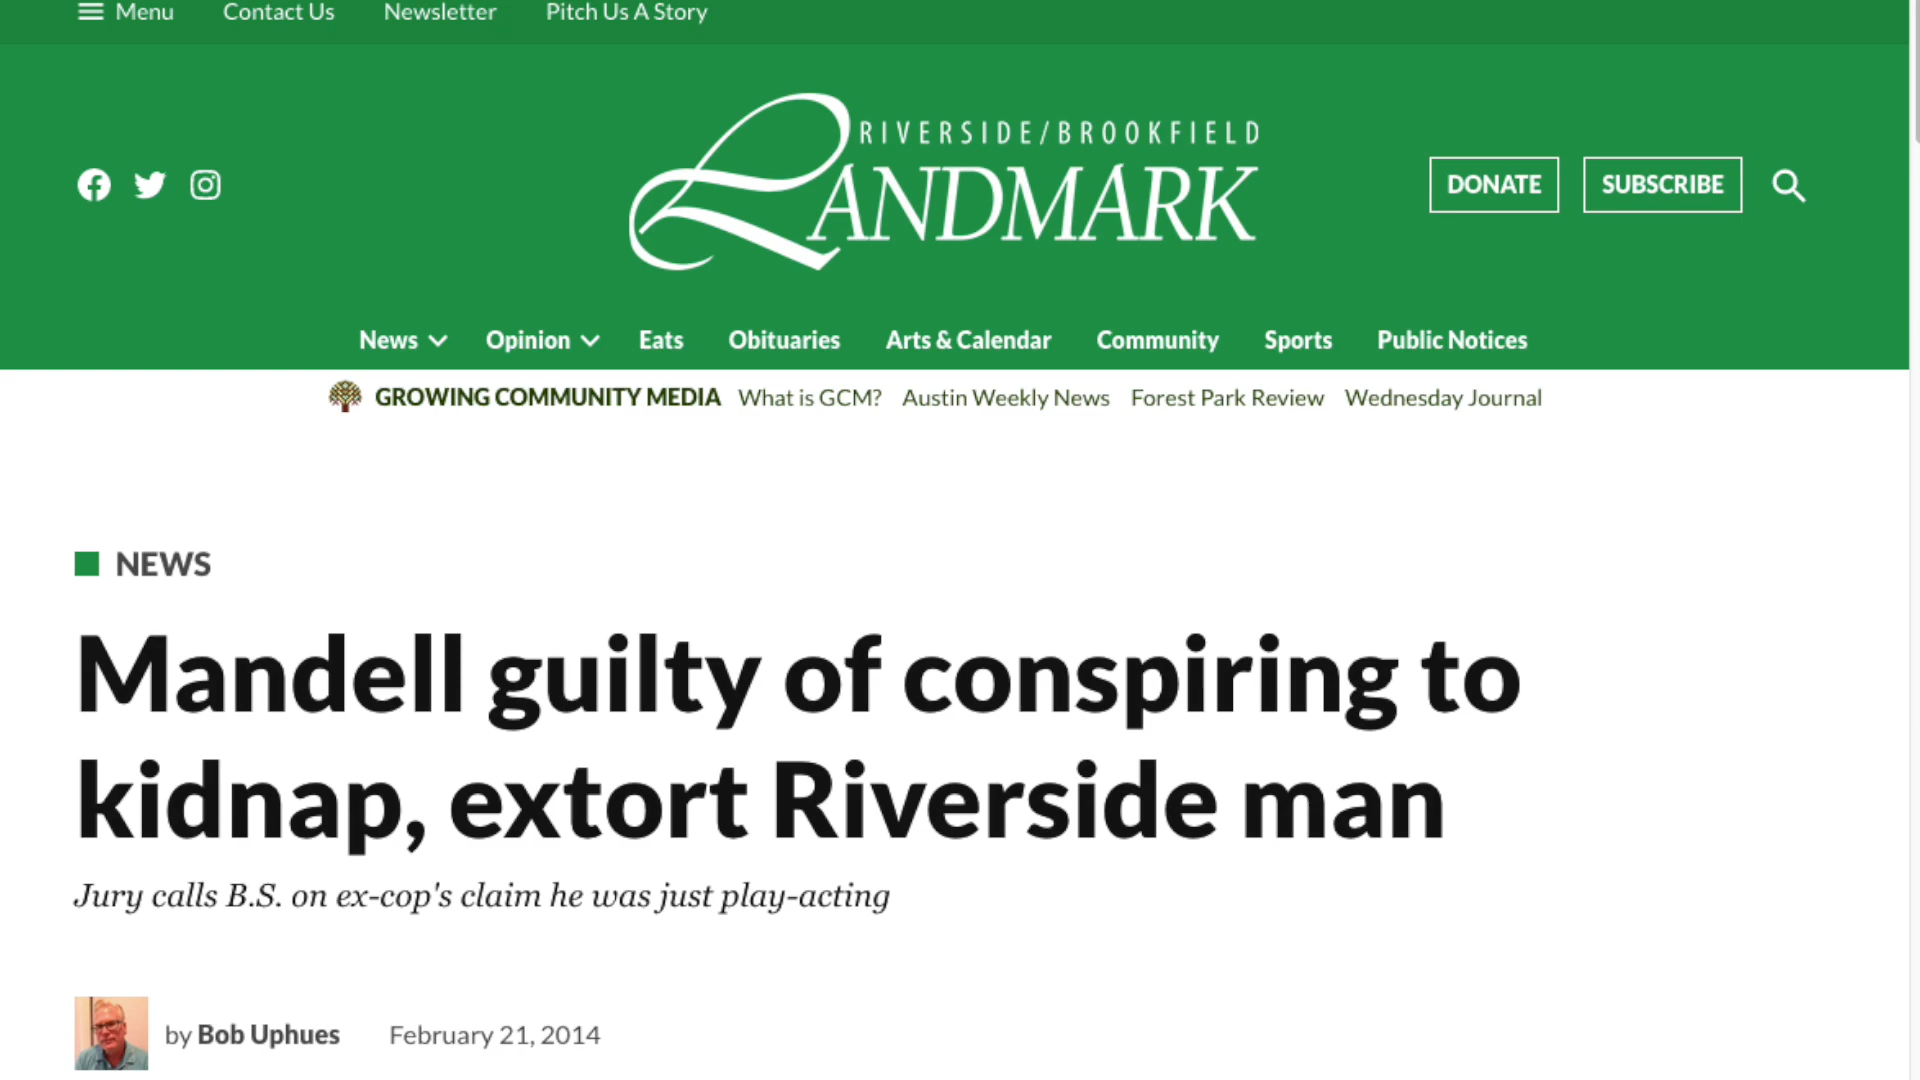 Menu Contact Us Newsletter Pitch Us A Story
RIVERSIDE/BROOKFIELD
LANDMARK
DONATE SUBSCRIBE
News Opinion Eats Obituaries Arts & Calendar Community Sports Public Notices
GROWING COMMUNITY MEDIA What is GCM? Austin Weekly News Forest Park Review Wednesday Journal
NEWS
Mandell guilty of conspiring to
kidnap, extort Riverside man
Jury calls B.S. on ex-cop's claim he was just play-acting
by Bob Uphues February 21, 2014